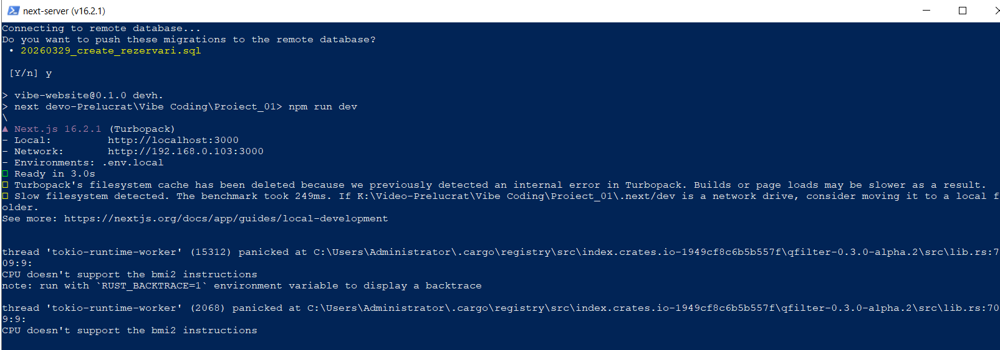 next-server (v16.2.1)
Connecting to remote database...
Do you want to push these migrations to the remote database?
• 20260329_create_rezervari.sql
[Y/n] y
> vibe-website@0.1.0 devh.
> next devo-Prelucrat\Vibe Coding\Proiect_01> npm run dev
\
▲ Next.js 16.2.1 (Turbopack)
- Local:         http://localhost:3000
- Network:       http://192.168.0.103:3000
- Environments: .env.local
□ Ready in 3.0s
□ Turbopack's filesystem cache has been deleted because we previously detected an internal error in Turbopack. Builds or page loads may be slower as a result.
□ Slow filesystem detected. The benchmark took 249ms. If K:\Video-Prelucrat\Vibe Coding\Proiect_01\.next/dev is a network drive, consider moving it to a local f
older.
See more: https://nextjs.org/docs/app/guides/local-development
thread 'tokio-runtime-worker' (15312) panicked at C:\Users\Administrator\.cargo\registry\src\index.crates.io-1949cf8c6b5b557f\qfilter-0.3.0-alpha.2\src\lib.rs:7
09:9:
CPU doesn't support the bmi2 instructions
note: run with `RUST_BACKTRACE=1` environment variable to display a backtrace
thread 'tokio-runtime-worker' (2068) panicked at C:\Users\Administrator\.cargo\registry\src\index.crates.io-1949cf8c6b5b557f\qfilter-0.3.0-alpha.2\src\lib.rs:70
9:9:
CPU doesn't support the bmi2 instructions